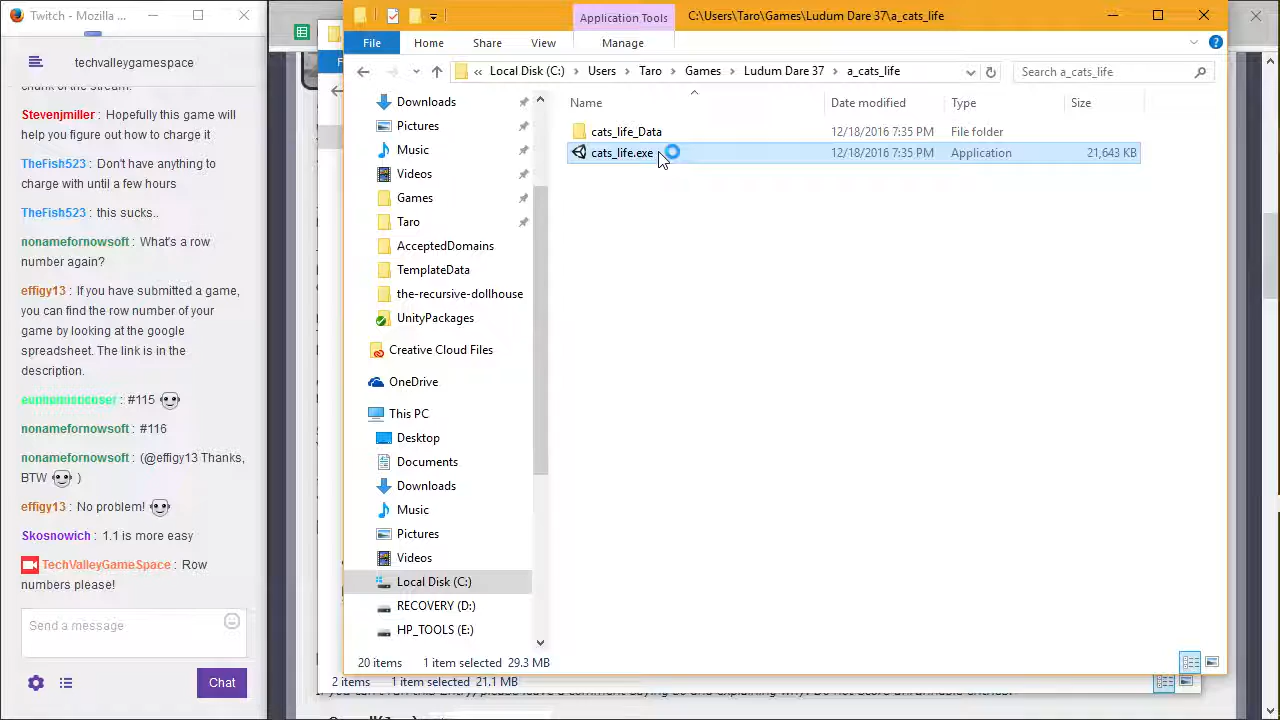 Twitch - Mozilla ...
techvalleygamespace
chunk of the stream.
Stevenjmiller: Hopefully this game
will help you figure out how to charge it
TheFish523: Don't have anything to
charge with until a few hours
TheFish523: this sucks..
nonamefornowsoft: What's a row
number again?
effigy13: If you have submitted a game,
you can find the row number of your
game by looking at the google
spreadsheet. The link is in the
description.
euphemisticuser: #115
nonamefornowsoft: #116
nonamefornowsoft: (@effigy13 Thanks,
BTW )
effigy13: No problem!
Skosnowich: 1.1 is more easy
TechValleyGameSpace: Row
numbers please!
Send a message
Chat
Application Tools
C:\Users\Taro\Games\Ludum Dare 37\a_cats_life
File
Home
Share
View
Manage
« Local Disk (C:) > Users > Taro > Games > Ludum Dare 37 > a_cats_life
Search a_cats_life
Name
Date modified
Type
Size
cats_life_Data 12/18/2016 7:35 PM File folder
cats_life.exe 12/18/2016 7:35 PM Application 21,643 KB
Downloads
Pictures
Music
Videos
Games
Taro
AcceptedDomains
TemplateData
the-recursive-dollhouse
UnityPackages
Creative Cloud Files
OneDrive
This PC
Desktop
Documents
Downloads
Music
Pictures
Videos
Local Disk (C:)
RECOVERY (D:)
HP_TOOLS (E:)
20 items 1 item selected 29.3 MB
2 items 1 item selected 21.1 MB